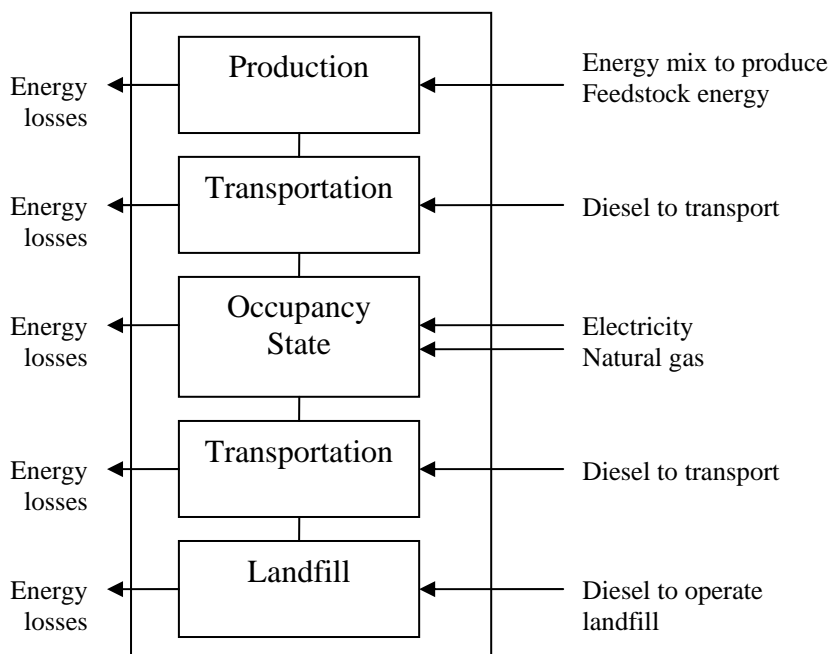 Production
Energy
losses
Energy mix to produce
Feedstock energy
Transportation
Energy
losses
Diesel to transport
Occupancy
State
Energy
losses
Electricity
Natural gas
Transportation
Energy
losses
Diesel to transport
Landfill
Energy
losses
Diesel to operate
landfill